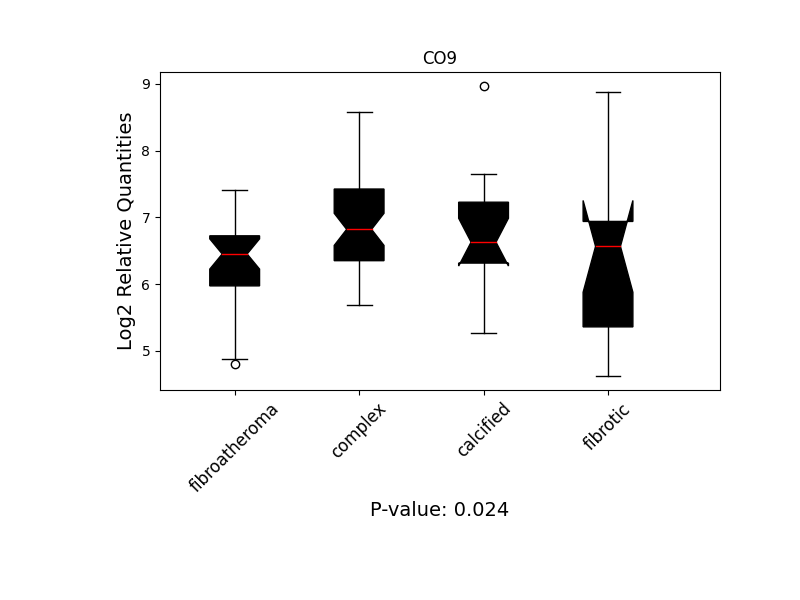 CO9
Log2 Relative Quantities
9
8
7
6
5
fibroatheroma
complex
calcified
fibrotic
P-value: 0.024